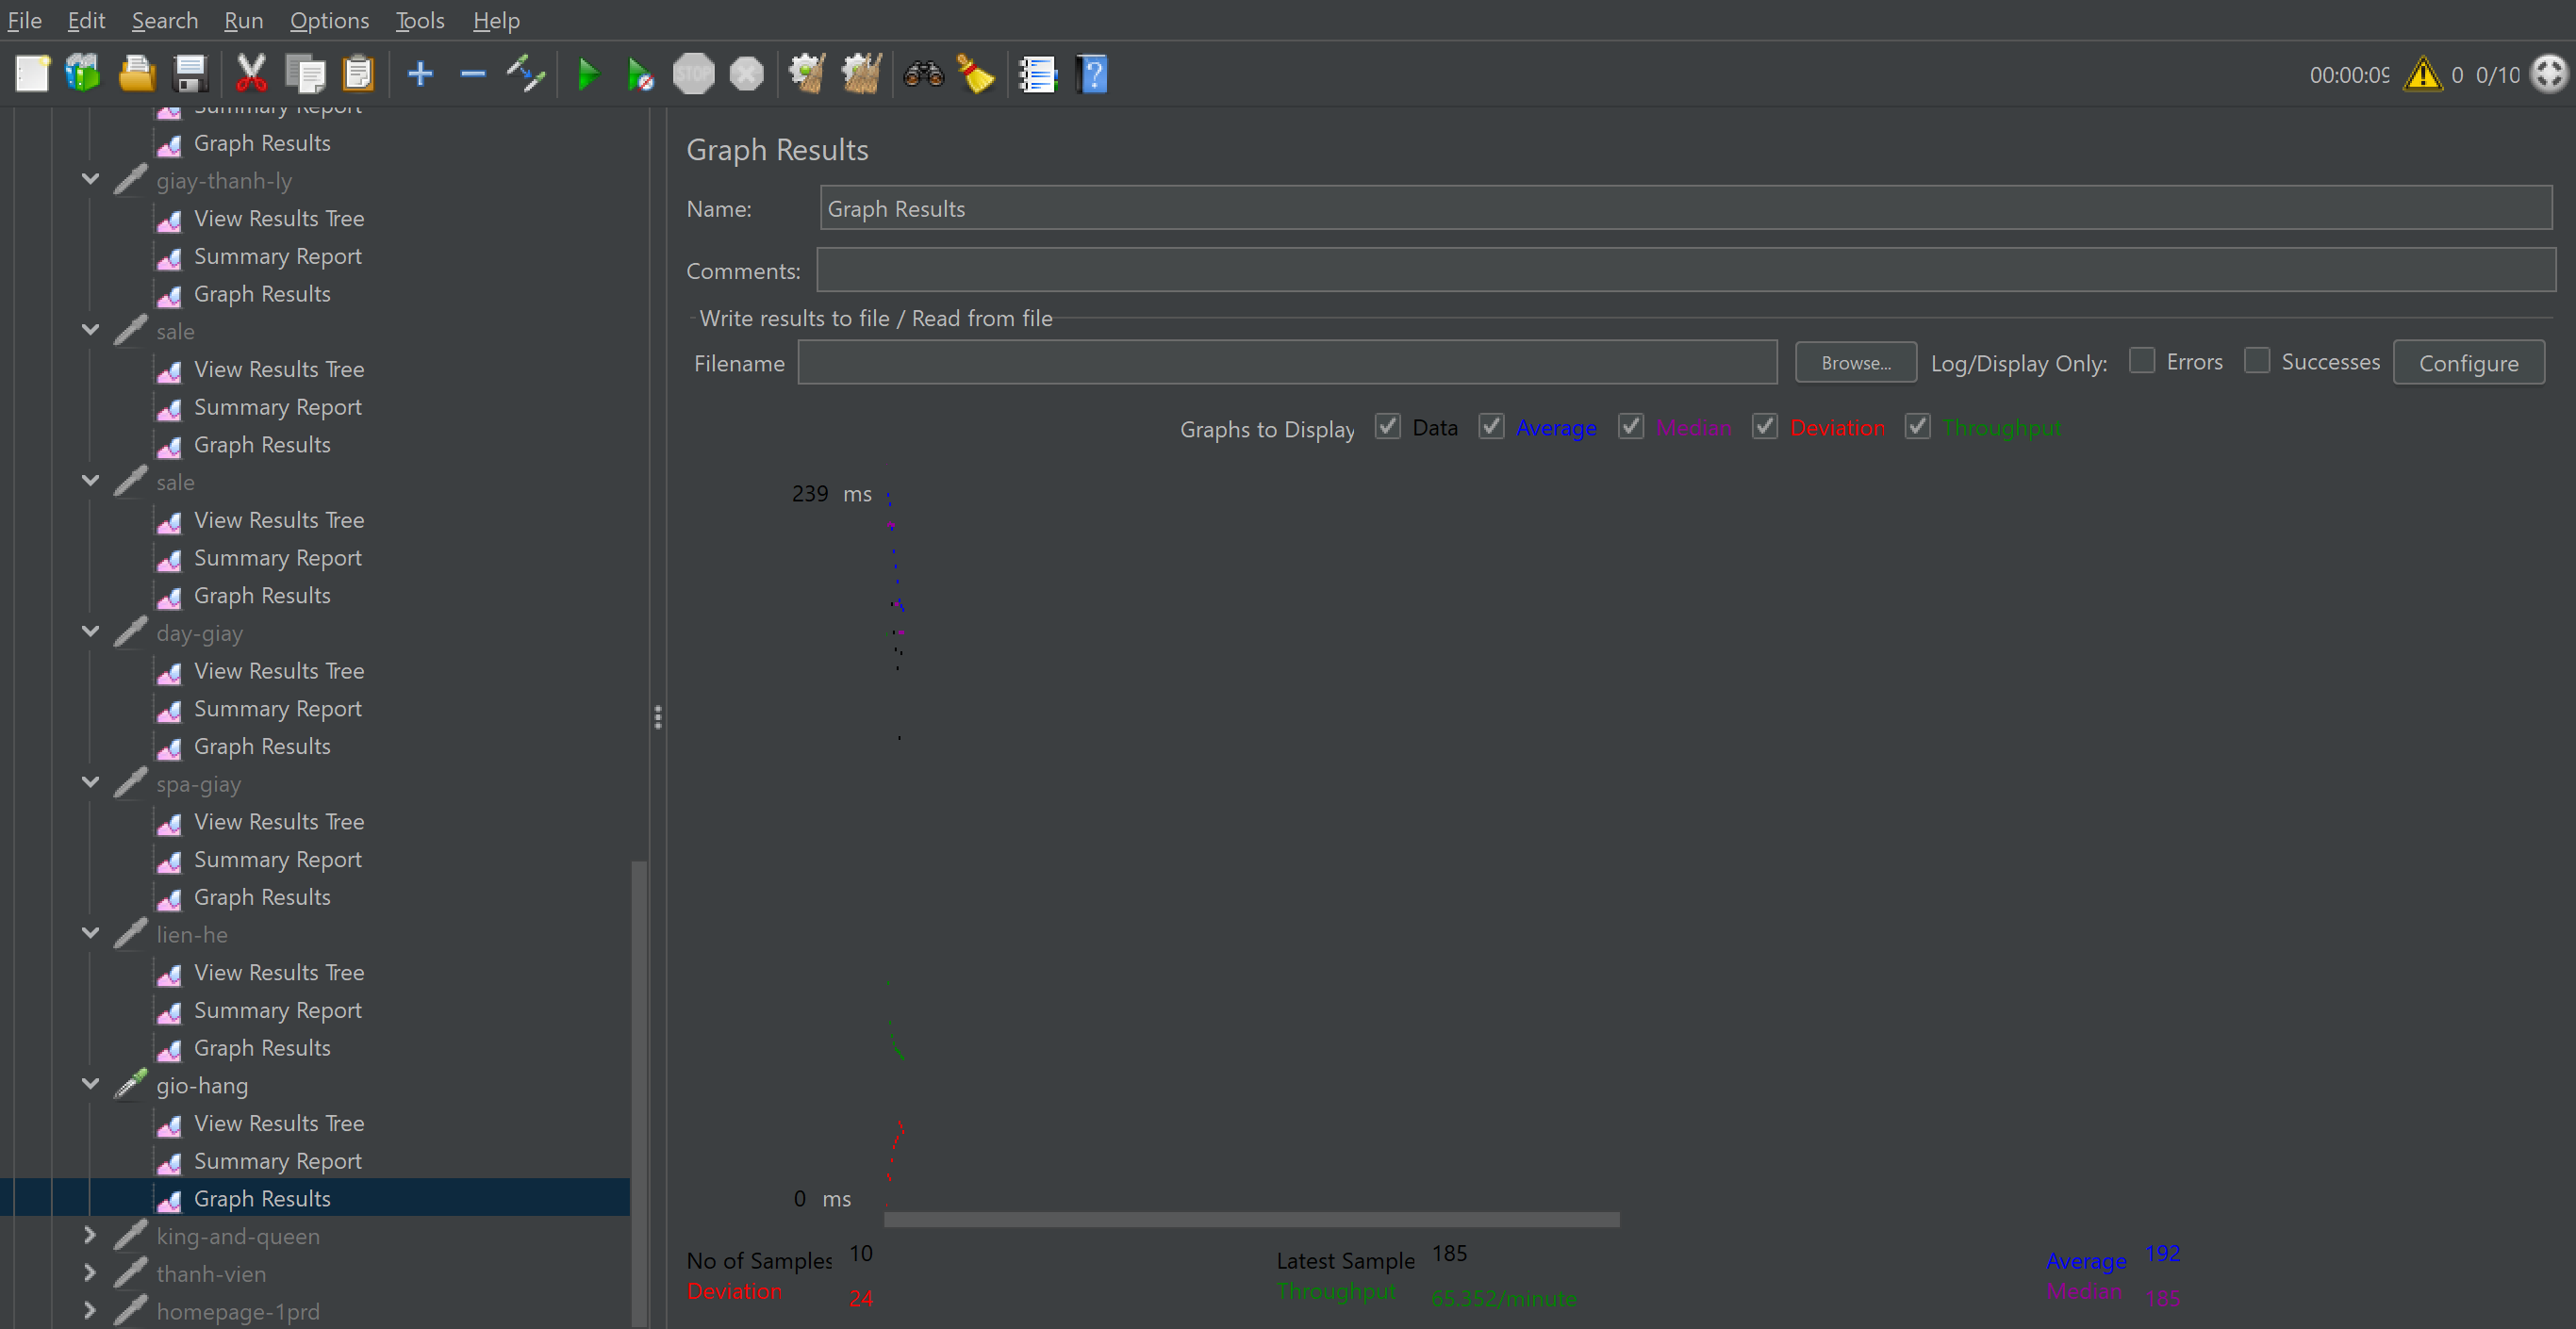 File Edit Search Run Options Tools Help
STOP
00:00:09 0 0/10
Summary Report
Graph Results
giay-thanh-ly
View Results Tree
Summary Report
Graph Results
sale
View Results Tree
Summary Report
Graph Results
sale
View Results Tree
Summary Report
Graph Results
day-giay
View Results Tree
Summary Report
Graph Results
spa-giay
View Results Tree
Summary Report
Graph Results
lien-he
View Results Tree
Summary Report
Graph Results
gio-hang
View Results Tree
Summary Report
Graph Results
king-and-queen
thanh-vien
homepage-1prd
Graph Results
Name: Graph Results
Comments:
Write results to file / Read from file
Filename Browse... Log/Display Only: Errors Successes Configure
Graphs to Display Data Average Median Deviation Throughput
239 ms
0 ms
No of Samples 10 Latest Sample 185 Average 192
Deviation 24 Throughput 65.352/minute Median 185